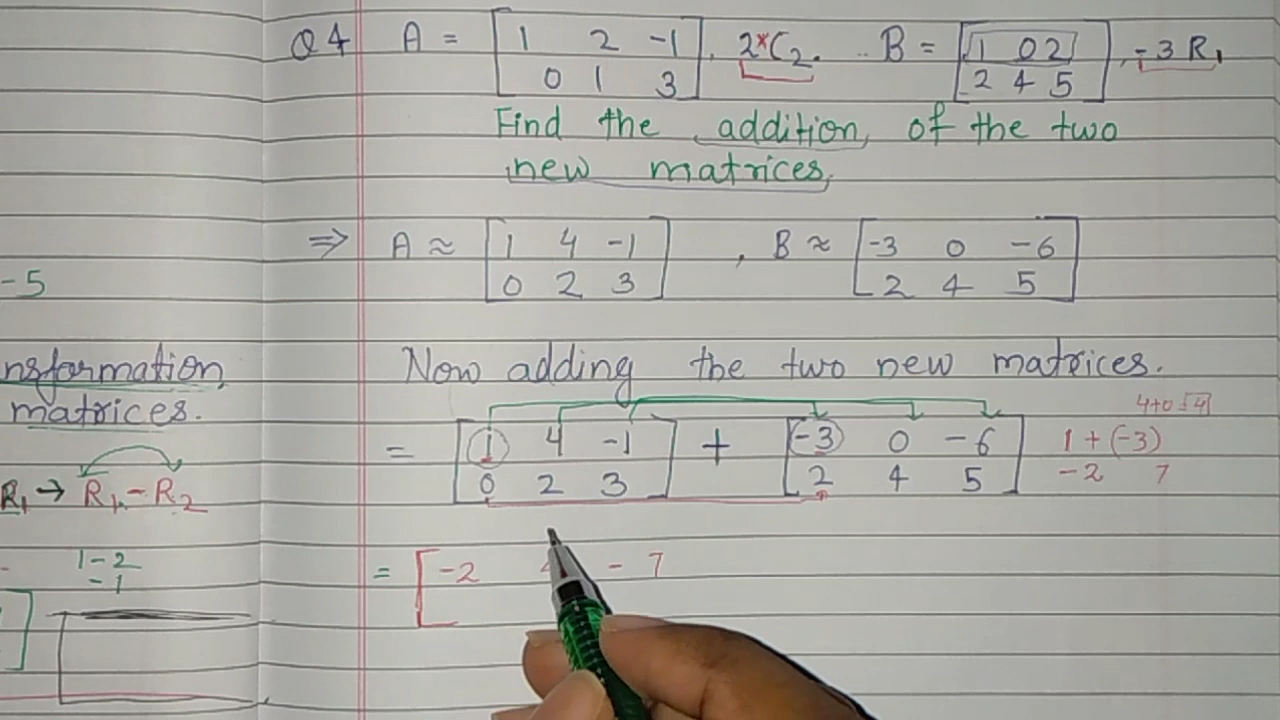 Q4 A = [ 1 2 -1 , 2*C₂. B = [ 1 0 2 ] , -3 R₁
0 1 3 ] 2 4 5 ]
Find the addition, of the two
new matrices,
⇒ A ≈ [ 1 4 -1 , B ≈ [ -3 0 -6
0 2 3 ] 2 4 5 ]
Now adding the two new matrices.
4+0=4
= [ 1 4 -1 ] + [ -3 0 -6 ] 1 + (-3)
0 2 3 2 4 5 -2 7
= [ -2 - 7
-5
nsformation
matrices.
R₁ → R₁ - R₂
1-2
-1